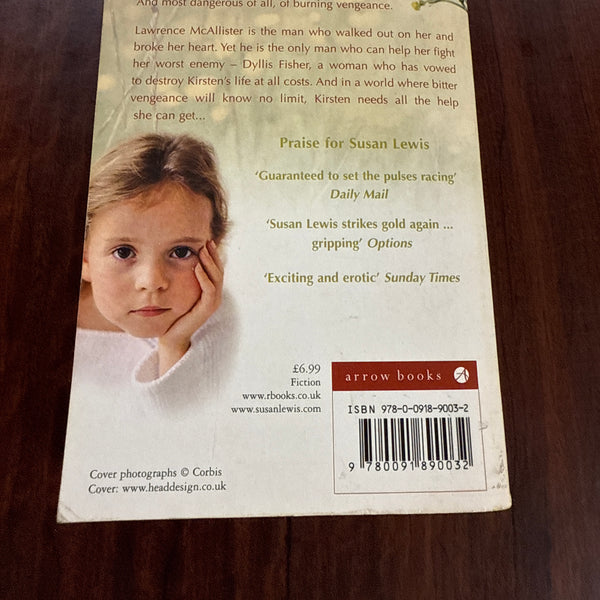 And most dangerous of all, of burning vengeance.
Lawrence McAllister is the man who walked out on her and
broke her heart. Yet he is the only man who can help her fight
her worst enemy – Dyllis Fisher, a woman who has vowed
to destroy Kirsten's life at all costs. And in a world where bitter
vengeance will know no limit, Kirsten needs all the help
she can get...
Praise for Susan Lewis
'Guaranteed to set the pulses racing'
Daily Mail
'Susan Lewis strikes gold again ...
gripping' Options
'Exciting and erotic' Sunday Times
£6.99
Fiction
www.rbooks.co.uk
www.susanlewis.com
arrow books
ISBN 978-0-0918-9003-2
9 780091 890032
Cover photographs © Corbis
Cover: www.headdesign.co.uk